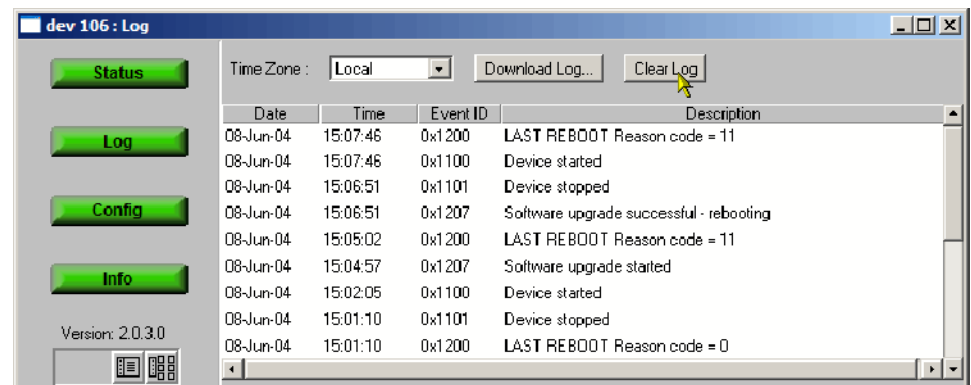 dev 106 : Log
Status
Log
Config
Info
Version: 2.0.3.0
Time Zone : Local Download Log... Clear Log
Date Time Event ID Description
08-Jun-04 15:07:46 0x1200 LAST REBOOT Reason code = 11
08-Jun-04 15:07:46 0x1100 Device started
08-Jun-04 15:06:51 0x1101 Device stopped
08-Jun-04 15:06:51 0x1207 Software upgrade successful - rebooting
08-Jun-04 15:05:02 0x1200 LAST REBOOT Reason code = 11
08-Jun-04 15:04:57 0x1207 Software upgrade started
08-Jun-04 15:02:05 0x1100 Device started
08-Jun-04 15:01:10 0x1101 Device stopped
08-Jun-04 15:01:10 0x1200 LAST REBOOT Reason code = 0